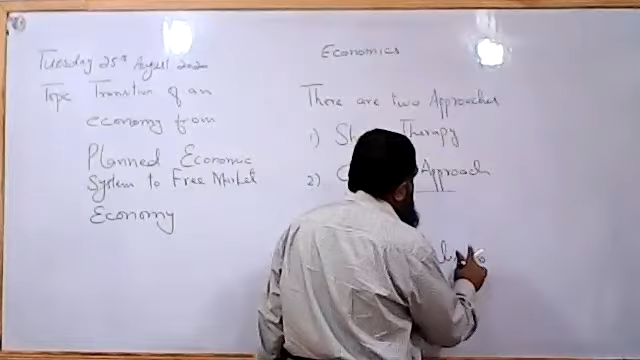 Economics
Tuesday 25th August 2020
Topic Transition of an
economy from
Planned Economic
System to Free Market
Economy
There are two Approaches
1) Therapy
2) Approach